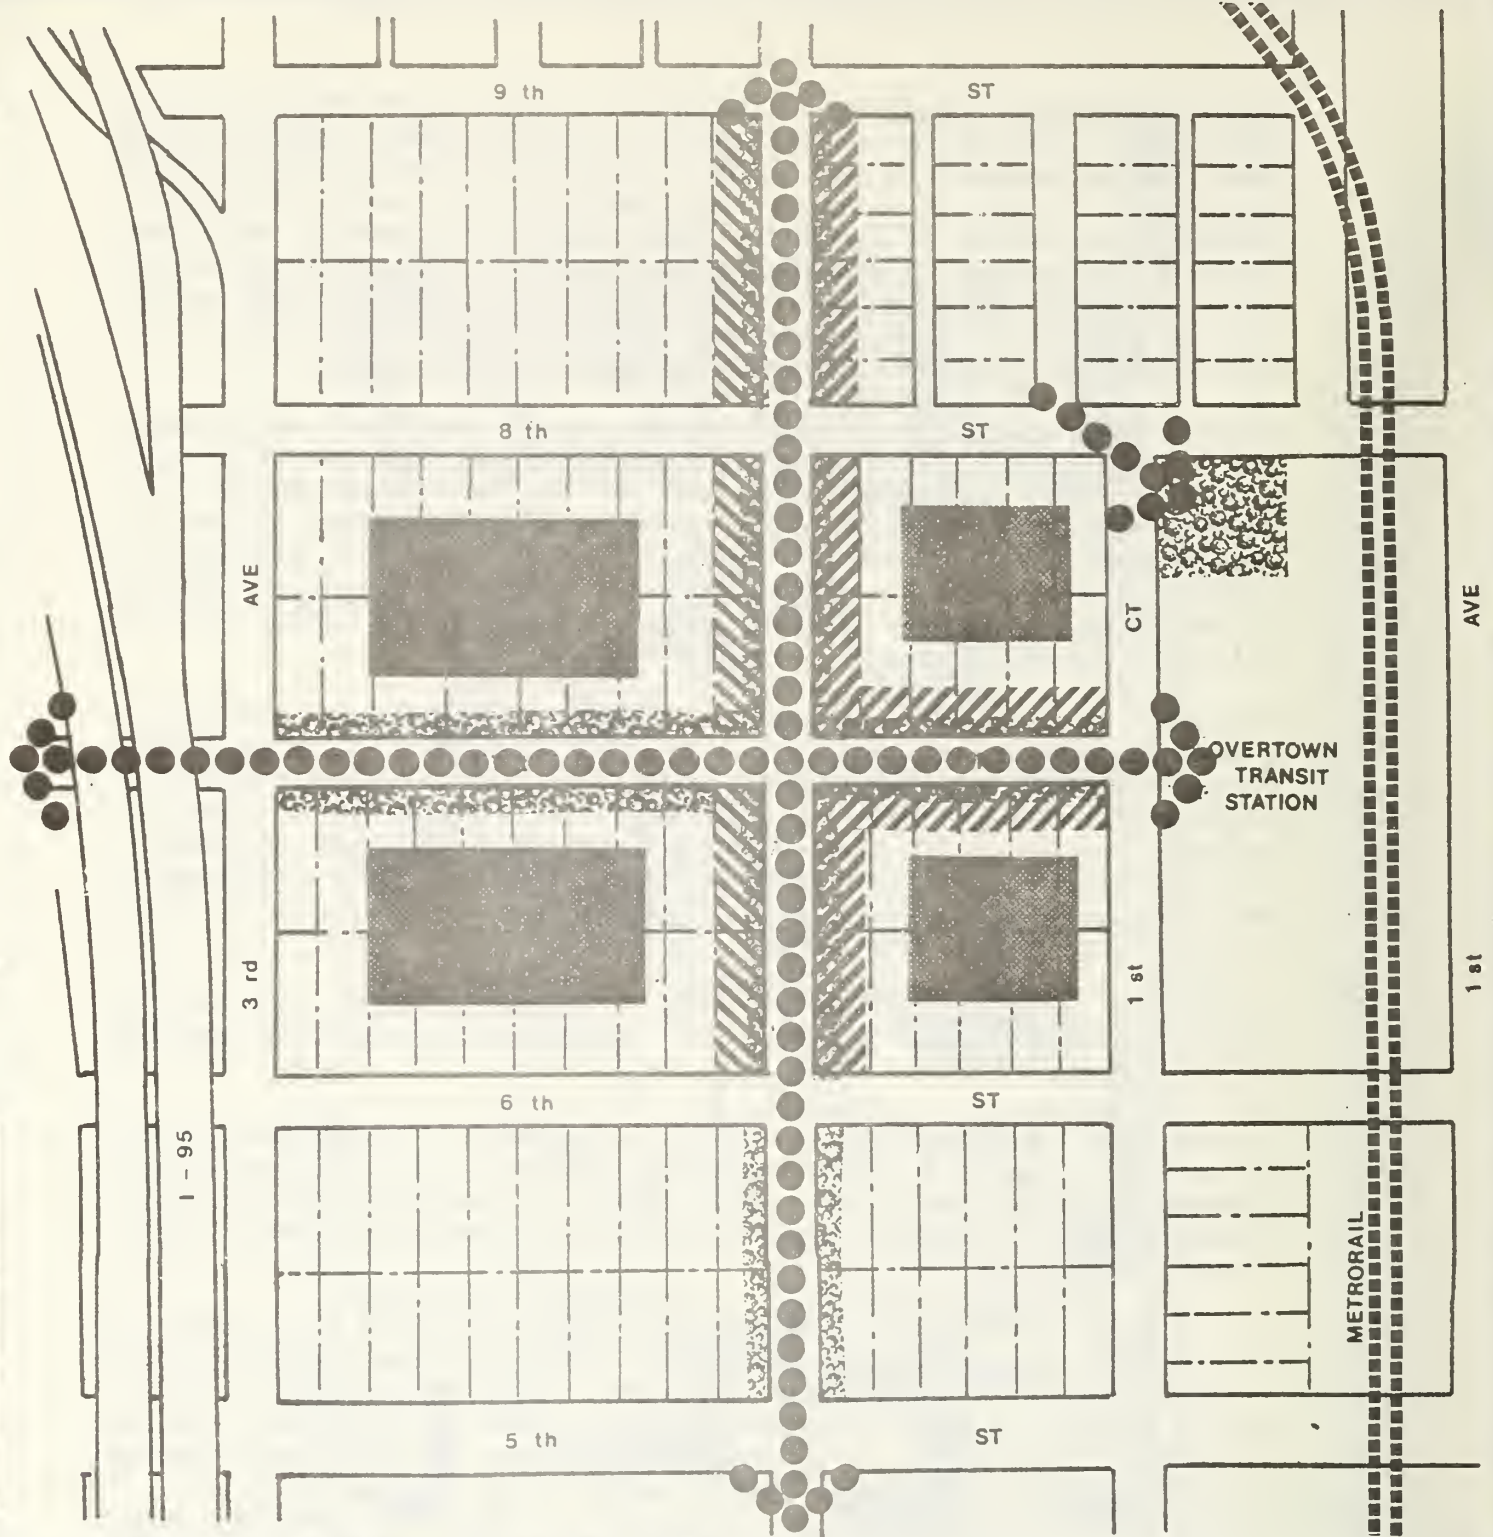 9 th ST
8 th ST
AVE
CT
AVE
OVERTOWN
TRANSIT
STATION
3 rd
1 st
1 st
6 th ST
I - 95
METRORAIL
5 th ST